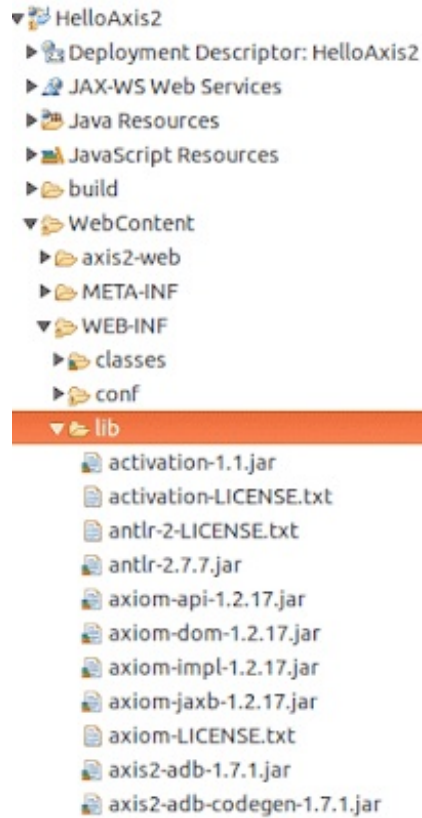 HelloAxis2
Deployment Descriptor: HelloAxis2
JAX-WS Web Services
Java Resources
JavaScript Resources
build
WebContent
axis2-web
META-INF
WEB-INF
classes
conf
lib
activation-1.1.jar
activation-LICENSE.txt
antlr-2-LICENSE.txt
antlr-2.7.7.jar
axiom-api-1.2.17.jar
axiom-dom-1.2.17.jar
axiom-impl-1.2.17.jar
axiom-jaxb-1.2.17.jar
axiom-LICENSE.txt
axis2-adb-1.7.1.jar
axis2-adb-codegen-1.7.1.jar